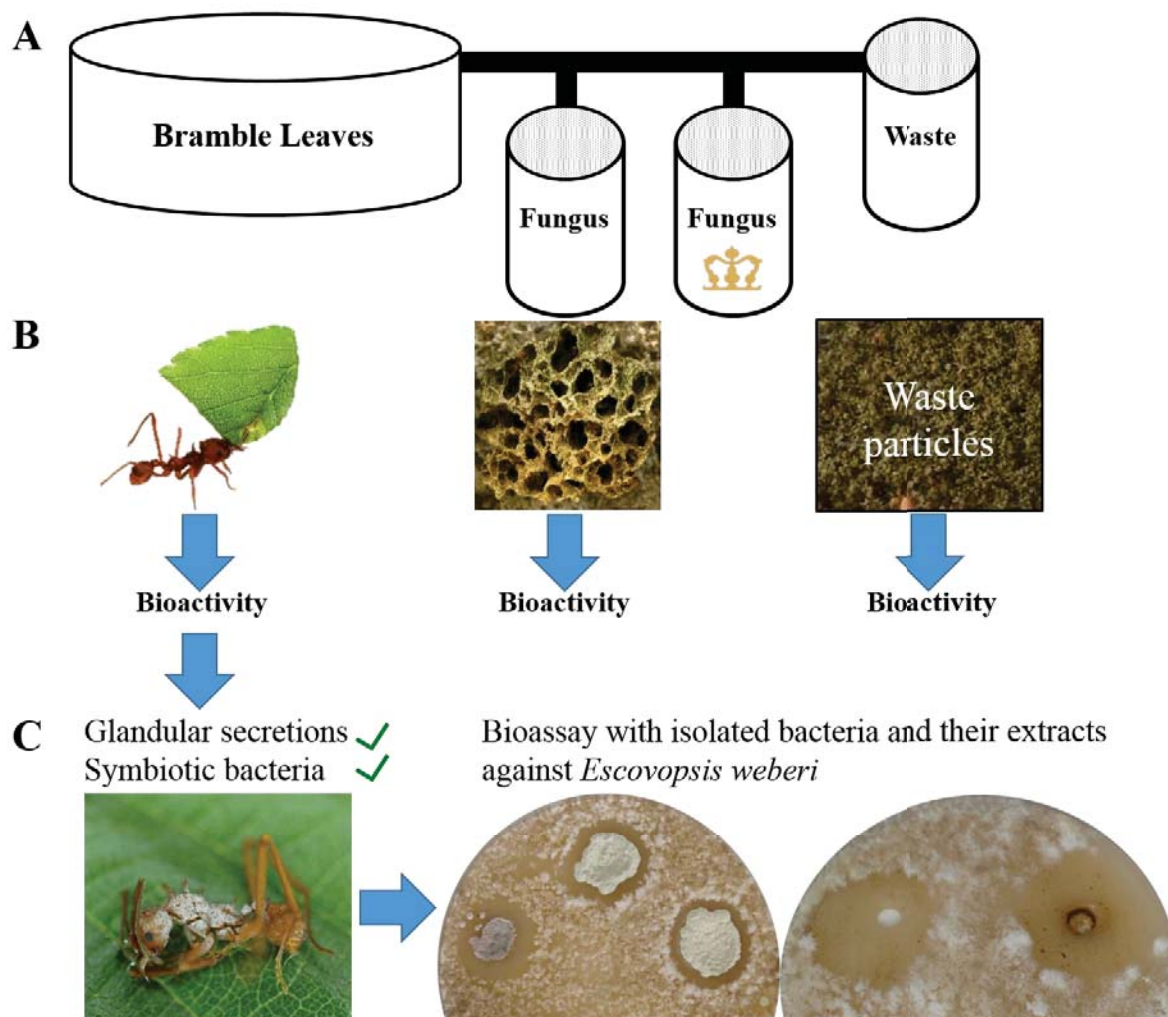 A
Bramble Leaves
Fungus
Fungus
Waste
B
Waste
particles
Bioactivity
Bioactivity
Bioactivity
C
Glandular secretions
Symbiotic bacteria
Bioassay with isolated bacteria and their extracts
against Escovopsis weberi